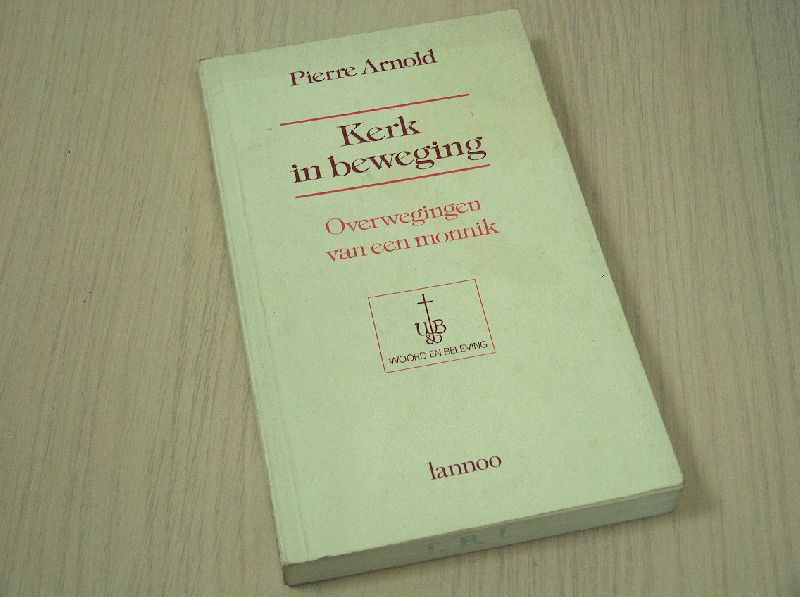 Pierre Arnold
Kerk
in beweging
Overwegingen
van een monnik
W&B
WOORD EN BELEVING
lannoo